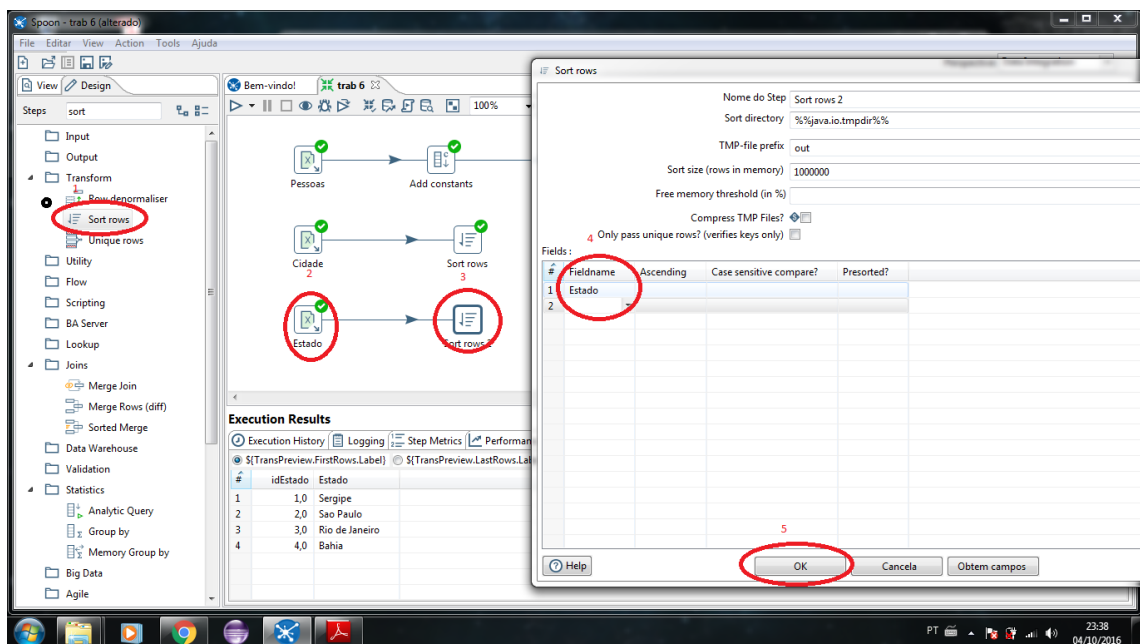 Spoon - trab 6 (alterado)
File Editar View Action Tools Ajuda
View Design
Steps sort
Input
Output
Transform
1
Row denormaliser
Sort rows
Unique rows
Utility
Flow
Scripting
BA Server
Lookup
Joins
Merge Join
Merge Rows (diff)
Sorted Merge
Data Warehouse
Validation
Statistics
Analytic Query
Group by
Memory Group by
Big Data
Agile
Bem-vindo! trab 6
100%
Pessoas Add constants
Cidade Sort rows
2 3
Estado Sort rows 2
Execution Results
Execution History Logging Step Metrics Performan
${TransPreview.FirstRows.Label} ${TransPreview.LastRows.Lab
# idEstado Estado
1 1,0 Sergipe
2 2,0 Sao Paulo
3 3,0 Rio de Janeiro
4 4,0 Bahia
Sort rows
Nome do Step Sort rows 2
Sort directory %%java.io.tmpdir%%
TMP-file prefix out
Sort size (rows in memory) 1000000
Free memory threshold (in %)
Compress TMP Files?
4 Only pass unique rows? (verifies keys only)
Fields :
# Fieldname Ascending Case sensitive compare? Presorted?
1 Estado
2
5
Help OK Cancela Obtem campos
PT 23:38
04/10/2016